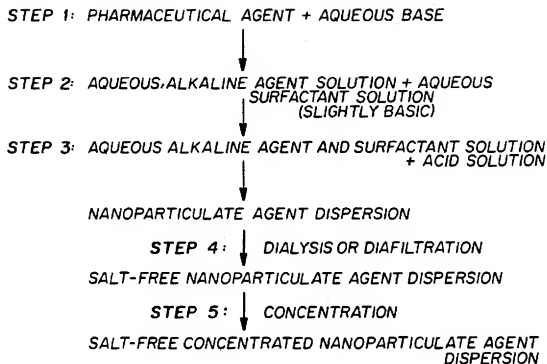 STEP 1: PHARMACEUTICAL AGENT + AQUEOUS BASE
STEP 2: AQUEOUS, ALKALINE AGENT SOLUTION + AQUEOUS
SURFACTANT SOLUTION
(SLIGHTLY BASIC)
STEP 3: AQUEOUS ALKALINE AGENT AND SURFACTANT SOLUTION
+ ACID SOLUTION
NANOPARTICULATE AGENT DISPERSION
STEP 4: DIALYSIS OR DIAFILTRATION
SALT-FREE NANOPARTICULATE AGENT DISPERSION
STEP 5: CONCENTRATION
SALT-FREE CONCENTRATED NANOPARTICULATE AGENT
DISPERSION